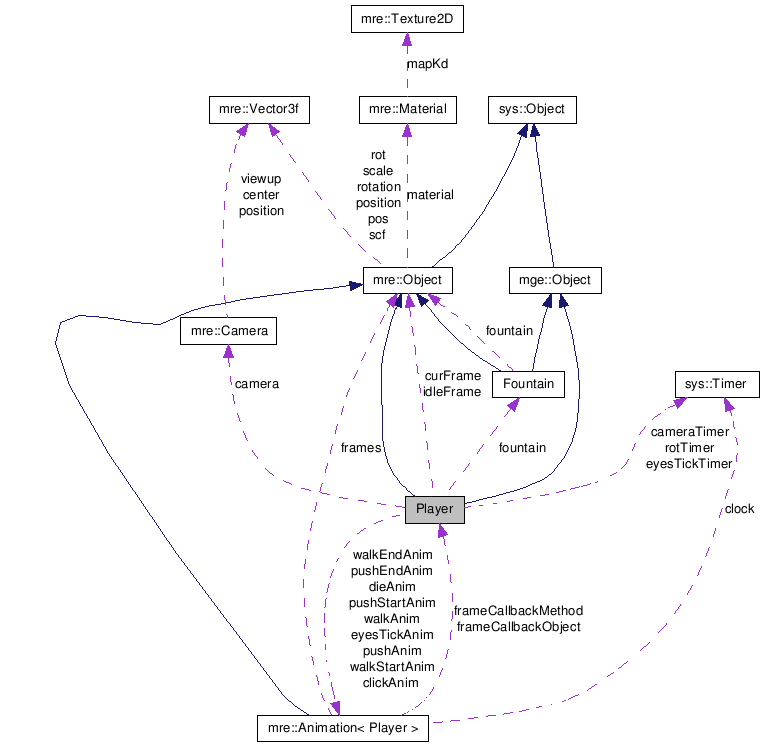 mre::Texture2D
mapKd
mre::Vector3f
mre::Material
sys::Object
viewup
center
position
rot
scale
rotation
position
pos
scf
material
mre::Object
mge::Object
mre::Camera
fountain
camera
curFrame
idleFrame
Fountain
sys::Timer
frames
fountain
cameraTimer
rotTimer
eyesTickTimer
Player
clock
walkEndAnim
pushEndAnim
dieAnim
pushStartAnim
walkAnim
eyesTickAnim
pushAnim
walkStartAnim
clickAnim
frameCallbackMethod
frameCallbackObject
mre::Animation< Player >